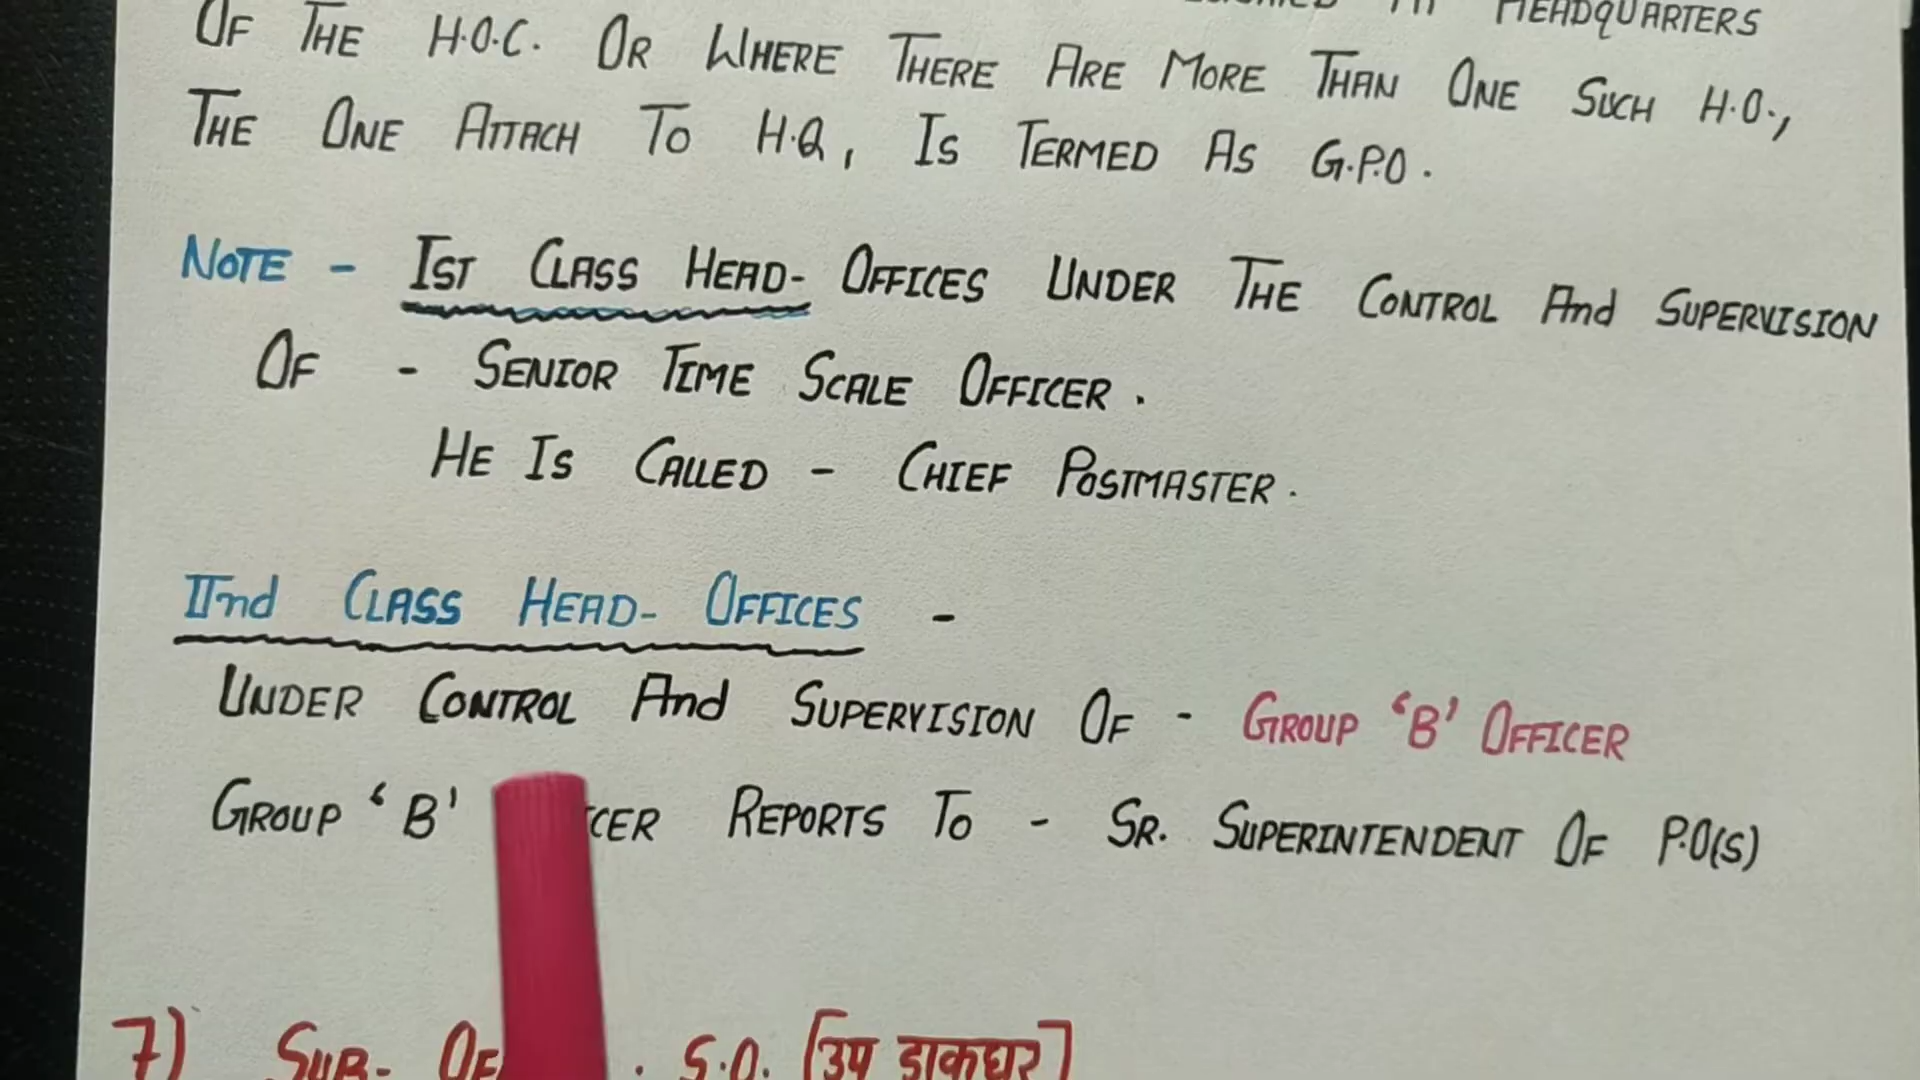 HEADQUARTERS
OF THE H.O.C. OR WHERE THERE ARE MORE THAN ONE SUCH H.O.,
THE ONE ATTACH TO H.Q, IS TERMED AS G.P.O.
NOTE - IST CLASS HEAD- OFFICES UNDER THE CONTROL And SUPERVISION
OF - SENIOR TIME SCALE OFFICER.
HE IS CALLED - CHIEF POSTMASTER.
IInd CLASS HEAD- OFFICES -
UNDER CONTROL And SUPERVISION OF - GROUP 'B' OFFICER
GROUP 'B' REPORTS TO - SR. SUPERINTENDENT OF P.O(S)
7) SUB- S.O. [उप डाकघर]